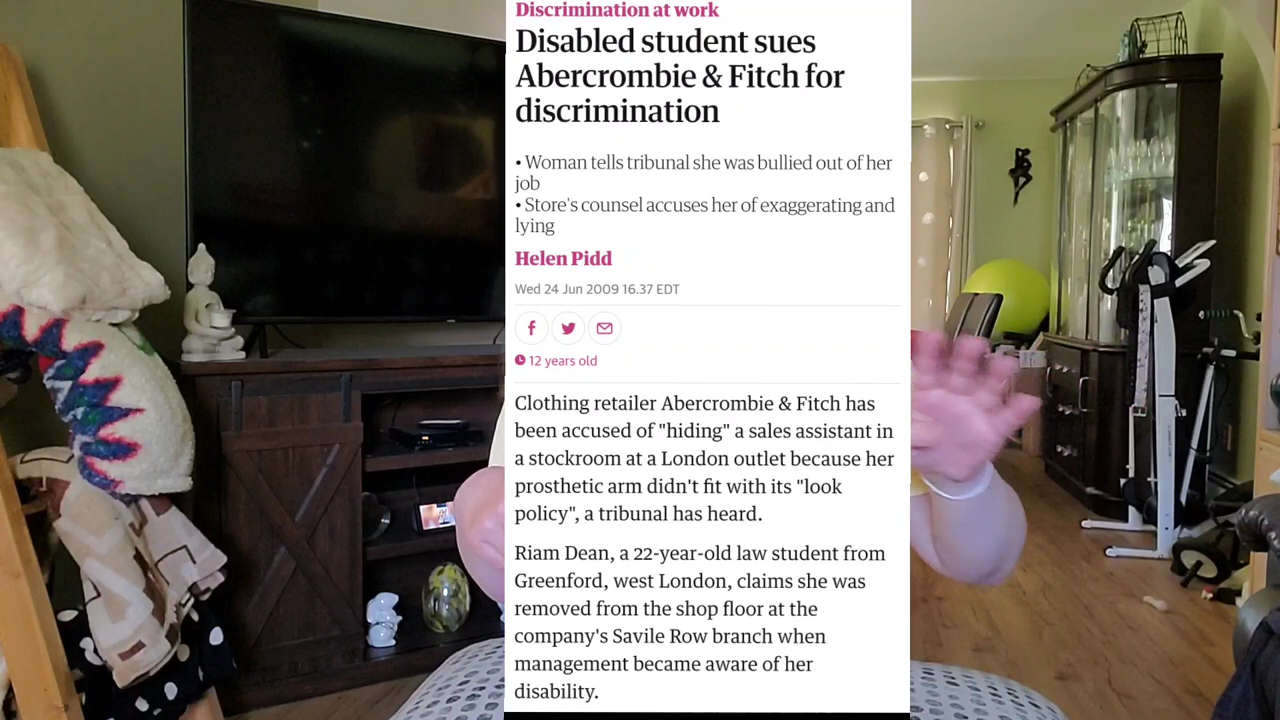 Discrimination at work
Disabled student sues
Abercrombie & Fitch for
discrimination
• Woman tells tribunal she was bullied out of her
job
• Store's counsel accuses her of exaggerating and
lying
Helen Pidd
Wed 24 Jun 2009 16.37 EDT
12 years old
Clothing retailer Abercrombie & Fitch has
been accused of "hiding" a sales assistant in
a stockroom at a London outlet because her
prosthetic arm didn't fit with its "look
policy", a tribunal has heard.
Riam Dean, a 22-year-old law student from
Greenford, west London, claims she was
removed from the shop floor at the
company's Savile Row branch when
management became aware of her
disability.